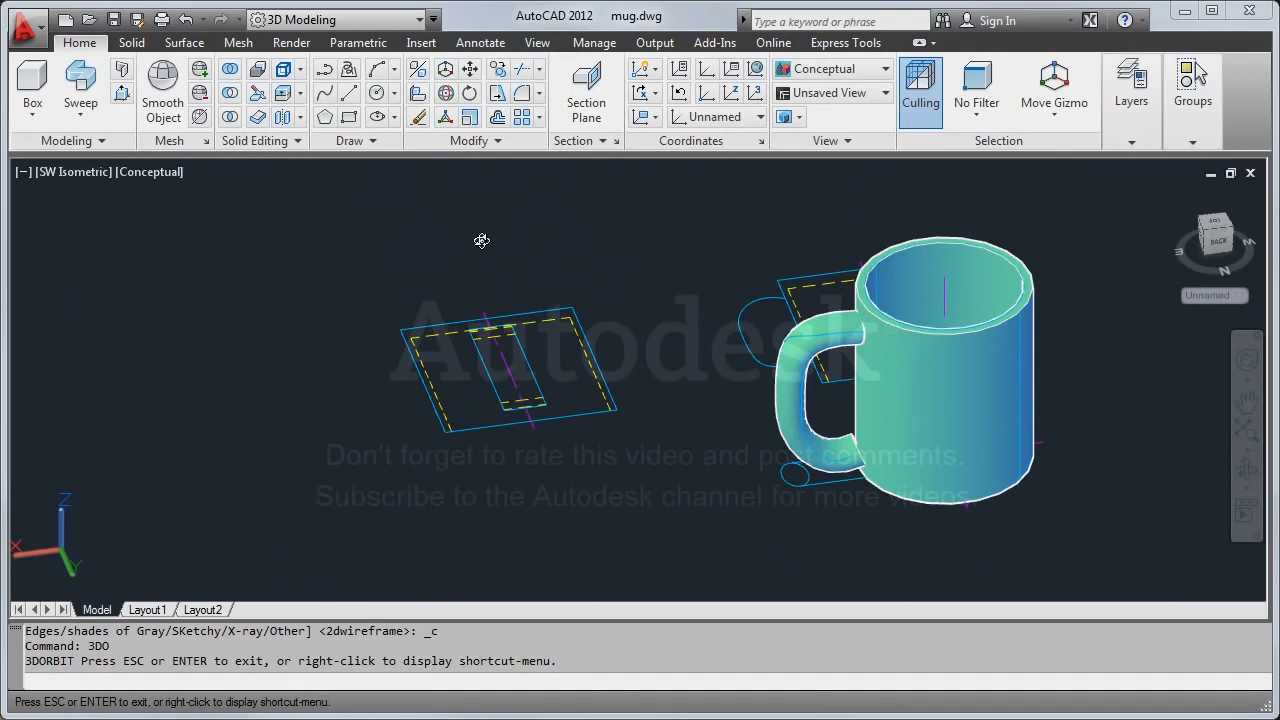 3D Modeling
AutoCAD 2012 mug.dwg
Type a keyword or phrase
Sign In
Home Solid Surface Mesh Render Parametric Insert Annotate View Manage Output Add-Ins Online Express Tools
Box
Sweep
Smooth Object
Section Plane
Conceptual
Unsaved View
Unnamed
Culling
No Filter
Move Gizmo
Layers
Groups
Modeling Mesh Solid Editing Draw Modify Section Coordinates View Selection
[−] [SW Isometric] [Conceptual]
TOP
BACK
E
N
W
Unnamed
Autodesk
Don't forget to rate this video and post comments.
Subscribe to the Autodesk channel for more videos.
Z
X
Y
Model Layout1 Layout2
Edges/shades of Gray/SKetchy/X-ray/Other] <2dwireframe>: _c
Command: 3DO
3DORBIT Press ESC or ENTER to exit, or right-click to display shortcut-menu.
Press ESC or ENTER to exit, or right-click to display shortcut-menu.